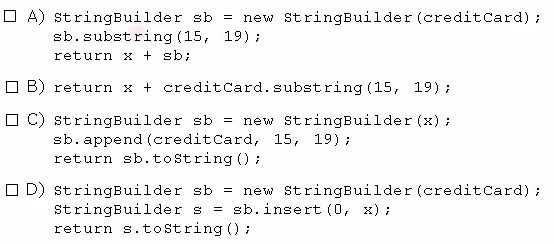 A) StringBuilder sb = new StringBuilder(creditCard);
sb.substring(15, 19);
return x + sb;
B) return x + creditCard.substring(15, 19);
C) StringBuilder sb = new StringBuilder(x);
sb.append(creditCard, 15, 19);
return sb.toString();
D) StringBuilder sb = new StringBuilder(creditCard);
StringBuilder s = sb.insert(0, x);
return s.toString();